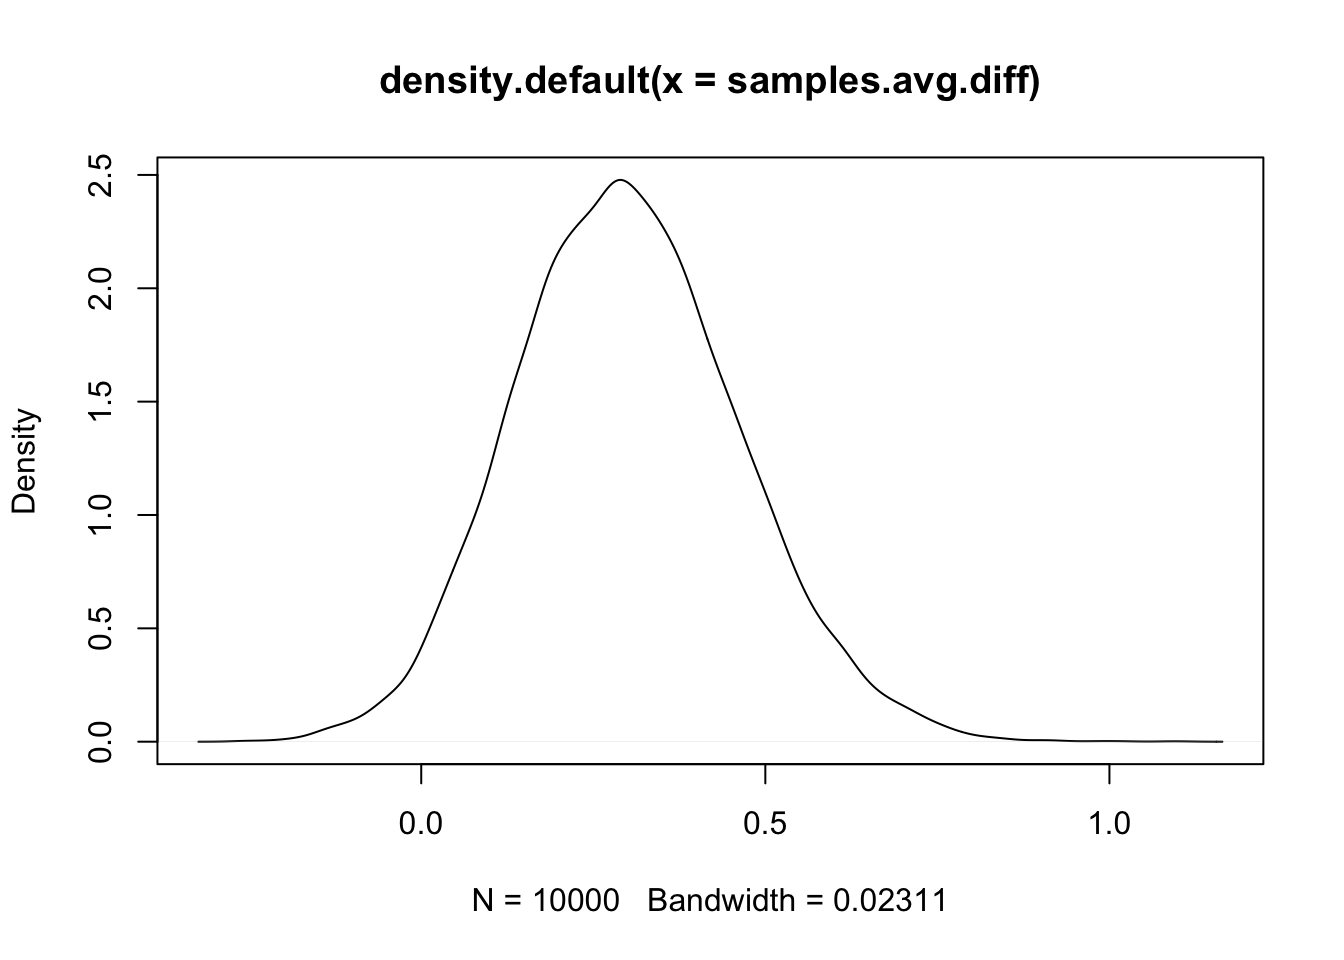 density.default(x = samples.avg.diff)
Density
2.5
2.0
1.5
1.0
0.5
0.0
0.0 0.5 1.0
N = 10000 Bandwidth = 0.02311